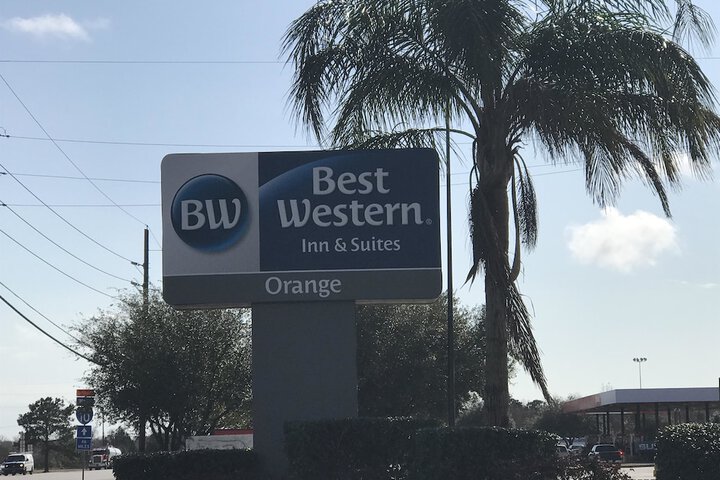 BW
Best
Western®
Inn & Suites
Orange